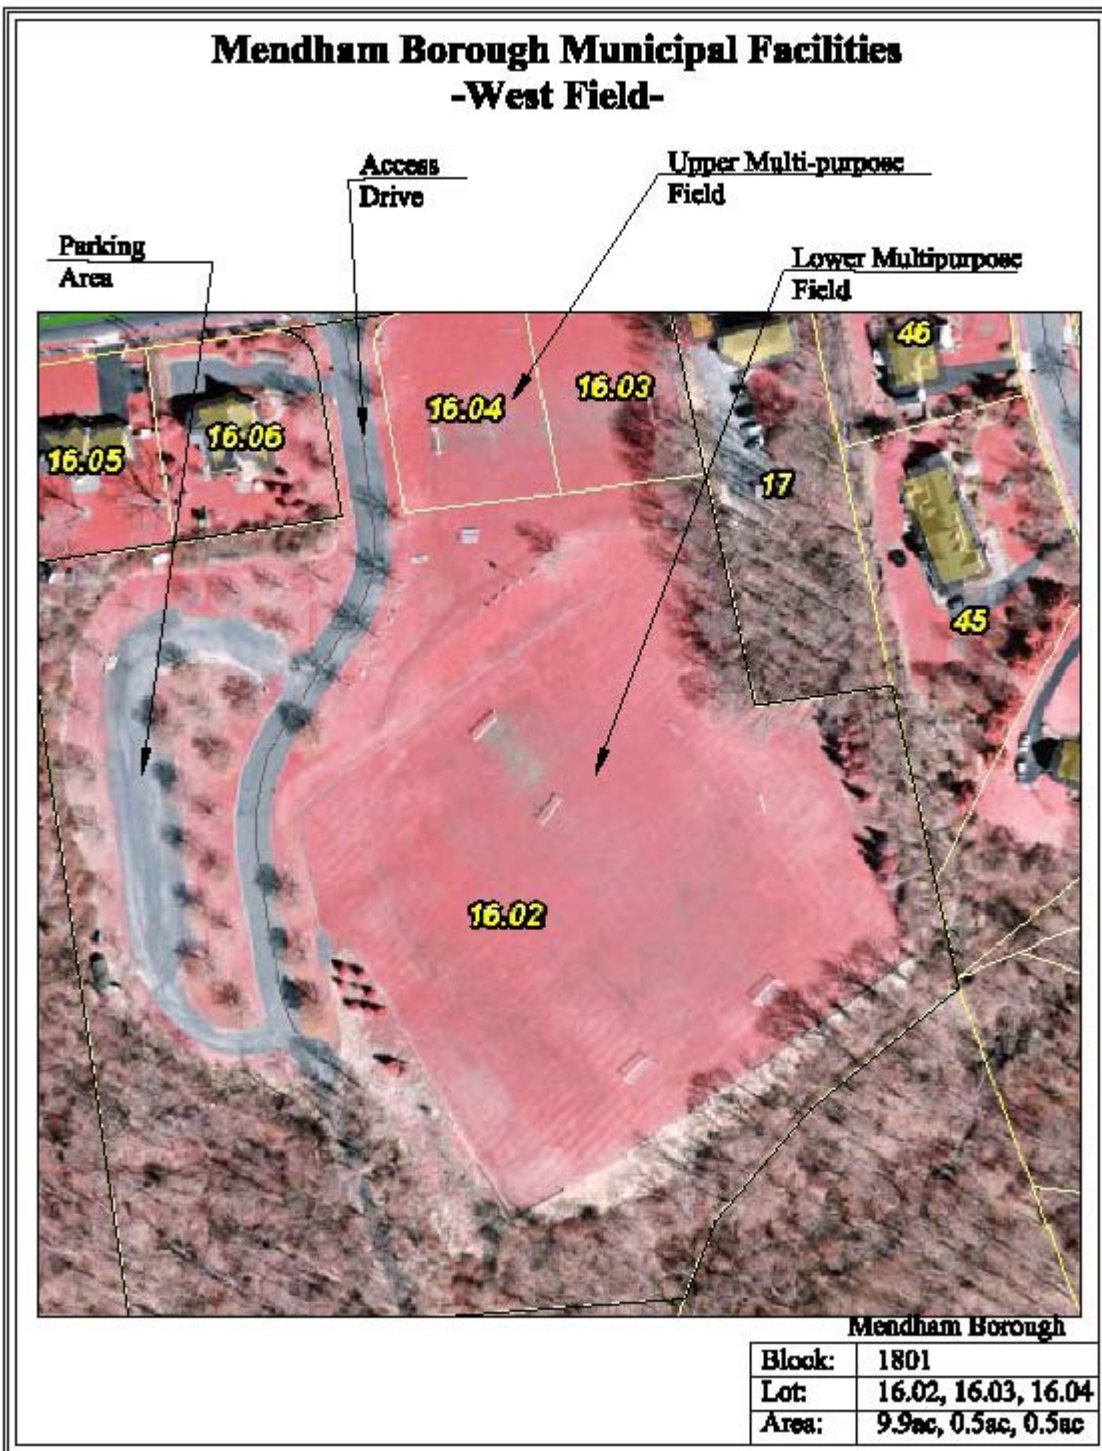 Mendham Borough Municipal Facilities
-West Field-
Access
Drive
Upper Multi-purpose
Field
Parking
Area
Lower Multipurpose
Field
46
16.04
16.03
16.05
16.06
17
45
16.02
Mendham Borough
Block: 1801
Lot: 16.02, 16.03, 16.04
Area: 9.9ac, 0.5ac, 0.5ac